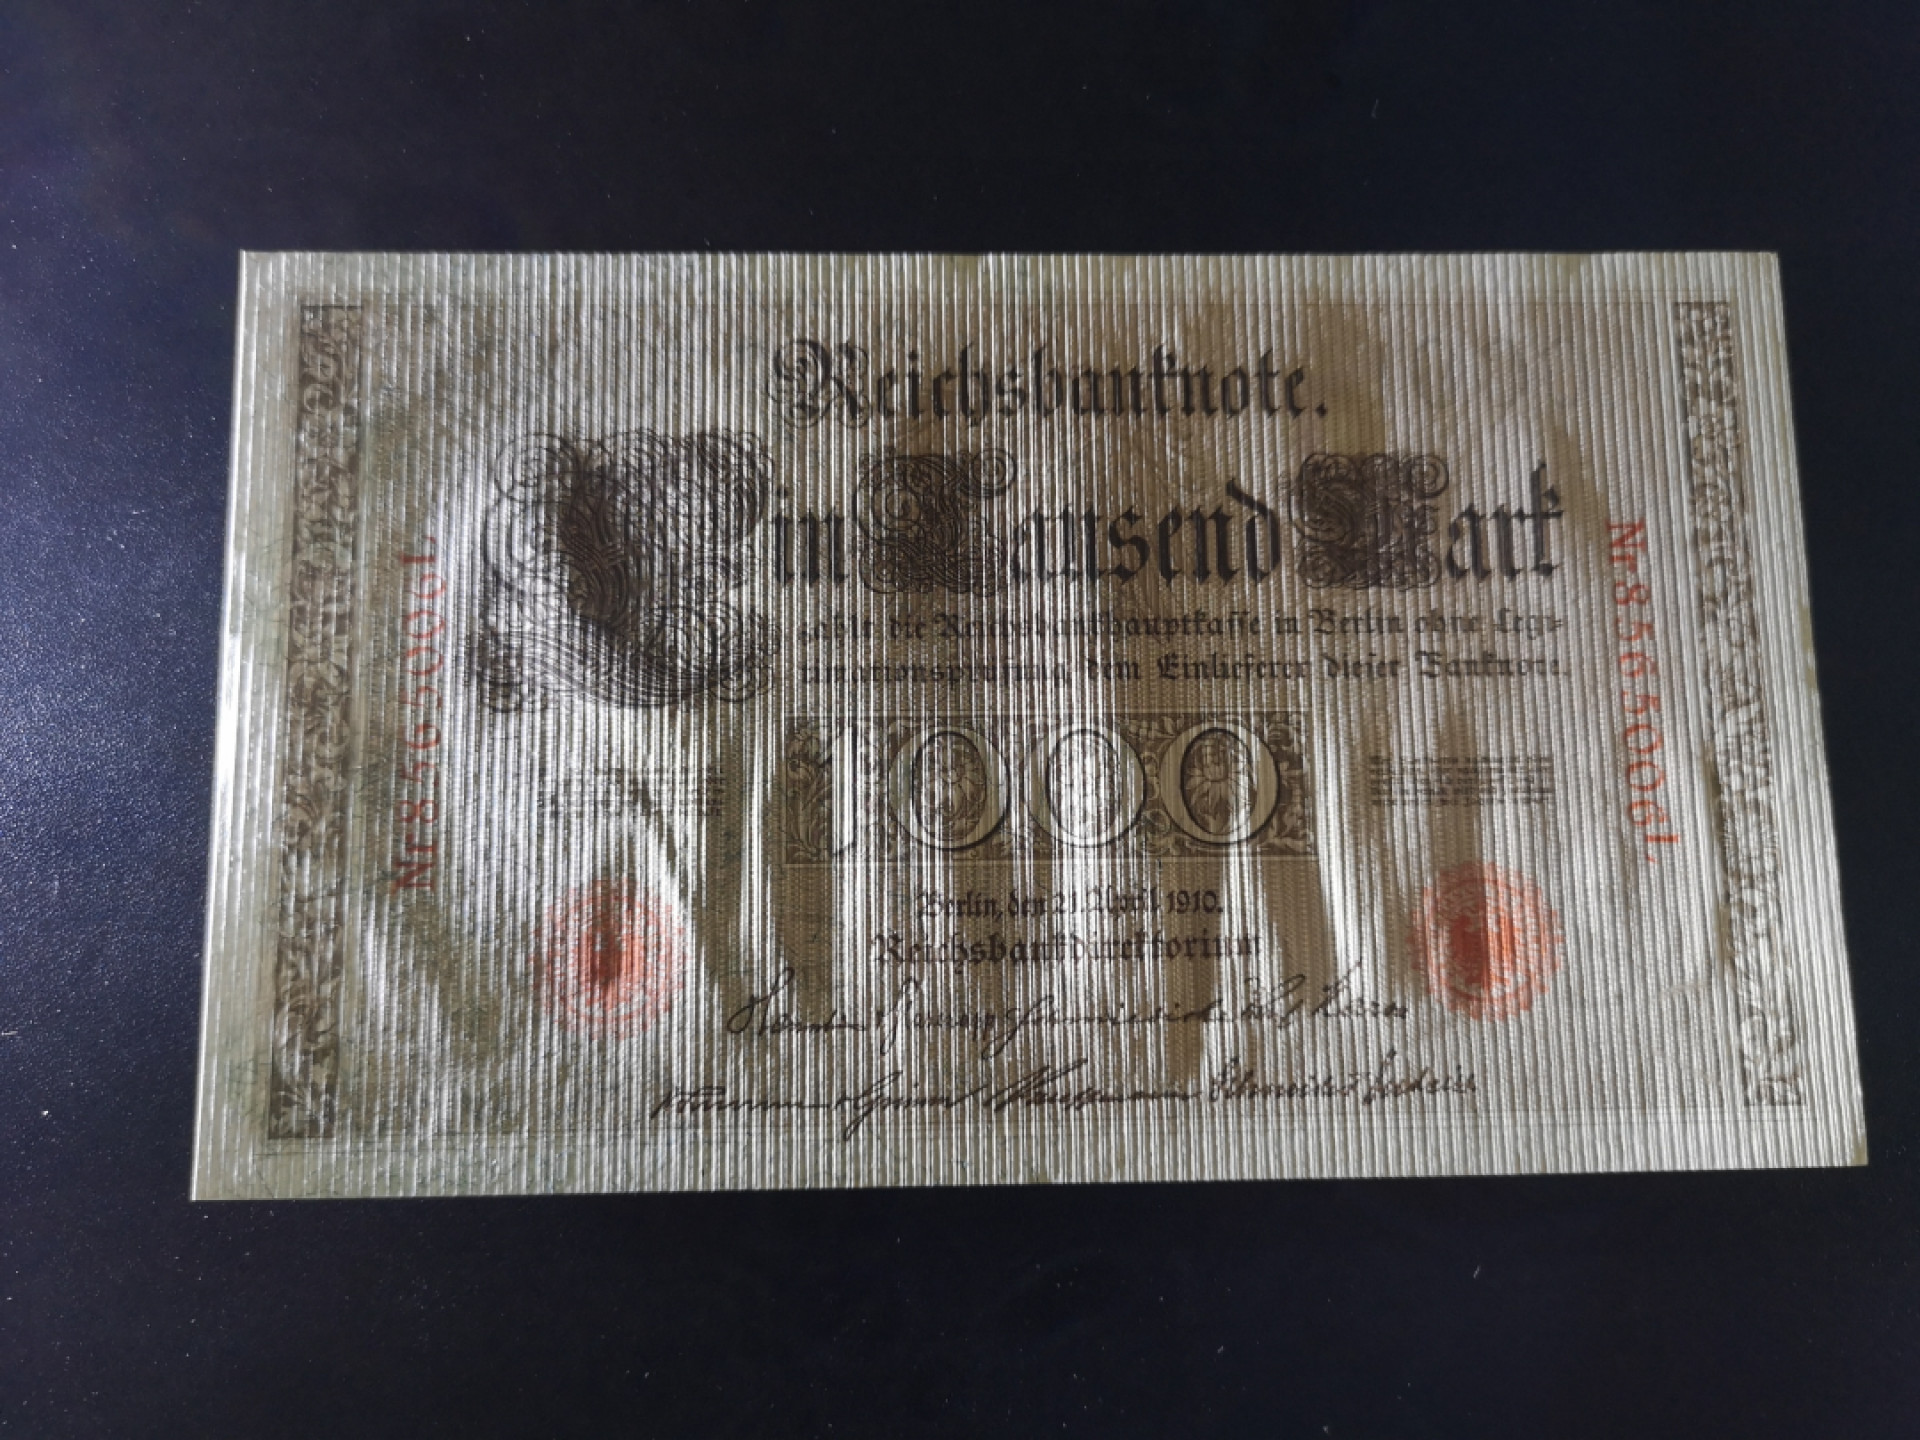 Reichsbanknote.
Ein Tausend Mark
zahlt die Reichsbankhauptkasse in Berlin ohne Legi-
timationsprüfung dem Einlieferer dieser Banknote.
Nr 8565006L
Nr 8565006L
1000
Berlin, den 21. April 1910.
Reichsbankdirektorium